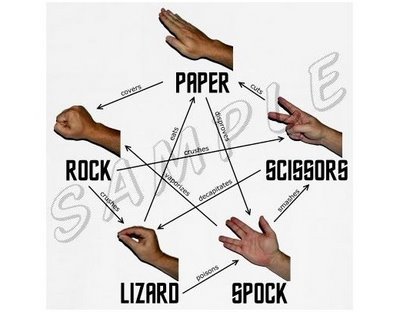 PAPER
covers
cuts
eats
disproves
crushes
ROCK
SCISSORS
vaporizes
decapitates
crushes
smashes
poisons
LIZARD
SPOCK
SAMPLE